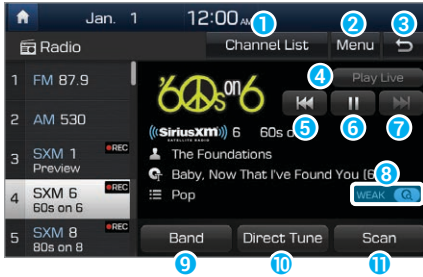 Jan. 1 12:00 AM
1 2 3
Radio Channel List Menu
4
1 FM 87.9 Play Live
'60s on 6
2 AM 530
5 6 7
((SiriusXM)) 6 60s o
SATELLITE RADIO
3 SXM 1 REC
Preview
The Foundations
Baby, Now That I've Found You [6
8
4 SXM 6 REC
60s on 6
Pop WEAK
5 SXM 8 REC
80s on 8
Band Direct Tune Scan
9 10 11